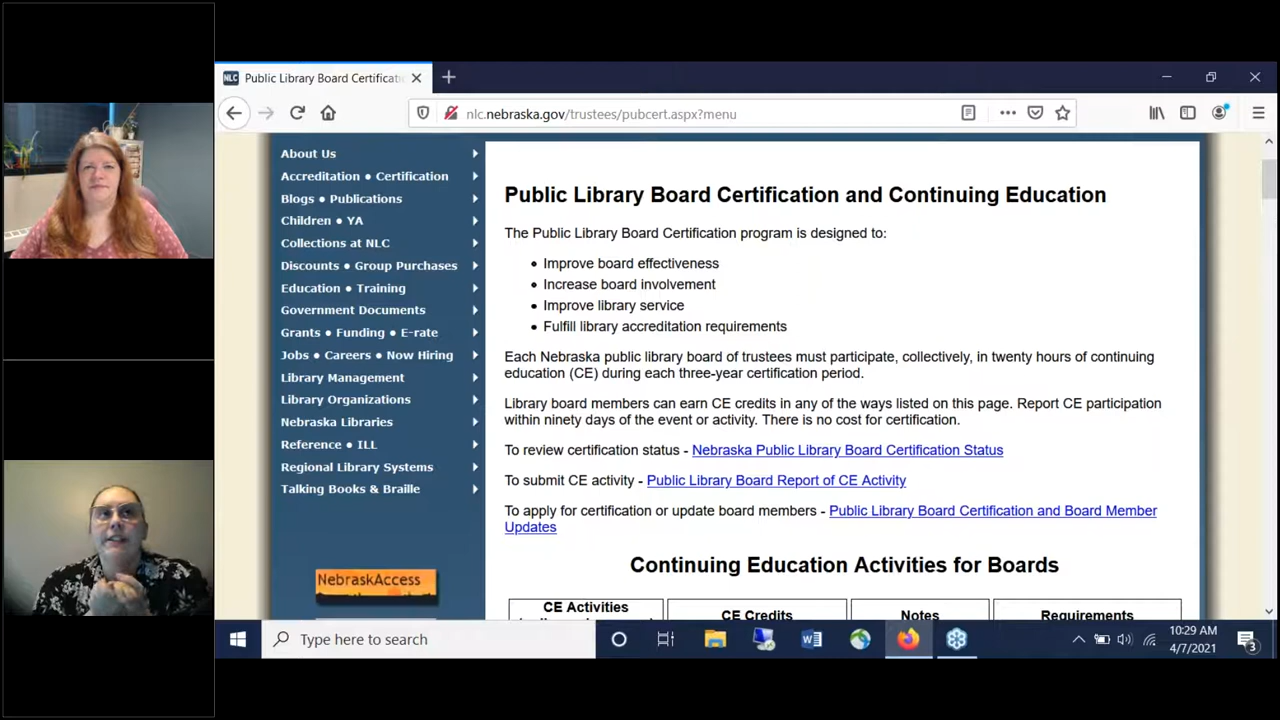 NLC Public Library Board Certificati
nlc.nebraska.gov/trustees/pubcert.aspx?menu
About Us
Accreditation ● Certification
Blogs ● Publications
Children ● YA
Collections at NLC
Discounts ● Group Purchases
Education ● Training
Government Documents
Grants ● Funding ● E-rate
Jobs ● Careers ● Now Hiring
Library Management
Library Organizations
Nebraska Libraries
Reference ● ILL
Regional Library Systems
Talking Books & Braille
NebraskAccess
Public Library Board Certification and Continuing Education
The Public Library Board Certification program is designed to:
• Improve board effectiveness
• Increase board involvement
• Improve library service
• Fulfill library accreditation requirements
Each Nebraska public library board of trustees must participate, collectively, in twenty hours of continuing
education (CE) during each three-year certification period.
Library board members can earn CE credits in any of the ways listed on this page. Report CE participation
within ninety days of the event or activity. There is no cost for certification.
To review certification status - Nebraska Public Library Board Certification Status
To submit CE activity - Public Library Board Report of CE Activity
To apply for certification or update board members - Public Library Board Certification and Board Member
Updates
Continuing Education Activities for Boards
CE Activities
CE Credits
Notes
Requirements
Type here to search
10:29 AM
4/7/2021
3